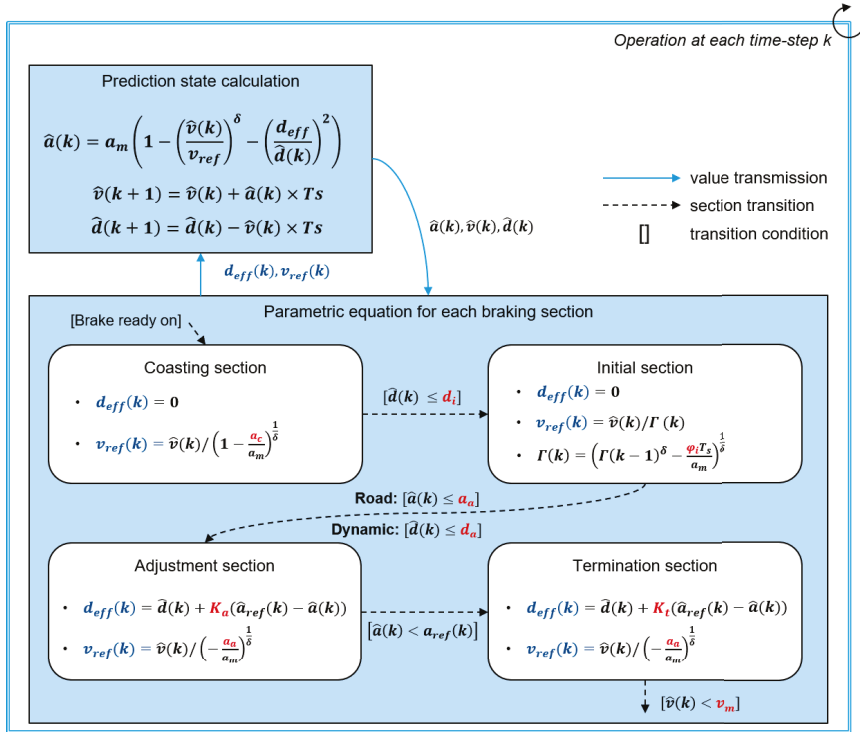 Operation at each time-step k
Prediction state calculation
â(k) = a_m(1 − (v̂(k)/v_ref)^δ − (d_eff/d̂(k))^2)
v̂(k + 1) = v̂(k) + â(k) × Ts
d̂(k + 1) = d̂(k) − v̂(k) × Ts
value transmission
section transition
[] transition condition
â(k), v̂(k), d̂(k)
d_eff(k), v_ref(k)
Parametric equation for each braking section
[Brake ready on]
Coasting section
• d_eff(k) = 0
• v_ref(k) = v̂(k)/(1 − a_c/a_m)^(1/δ)
[d̂(k) ≤ d_i]
Initial section
• d_eff(k) = 0
• v_ref(k) = v̂(k)/Γ(k)
• Γ(k) = (Γ(k − 1)^δ − φ_i T_s/a_m)^(1/δ)
Road: [â(k) ≤ a_a]
Dynamic: [d̂(k) ≤ d_a]
Adjustment section
• d_eff(k) = d̂(k) + K_a(â_ref(k) − â(k))
• v_ref(k) = v̂(k)/(− a_a/a_m)^(1/δ)
[â(k) < a_ref(k)]
Termination section
• d_eff(k) = d̂(k) + K_t(â_ref(k) − â(k))
• v_ref(k) = v̂(k)/(− a_a/a_m)^(1/δ)
[v̂(k) < v_m]